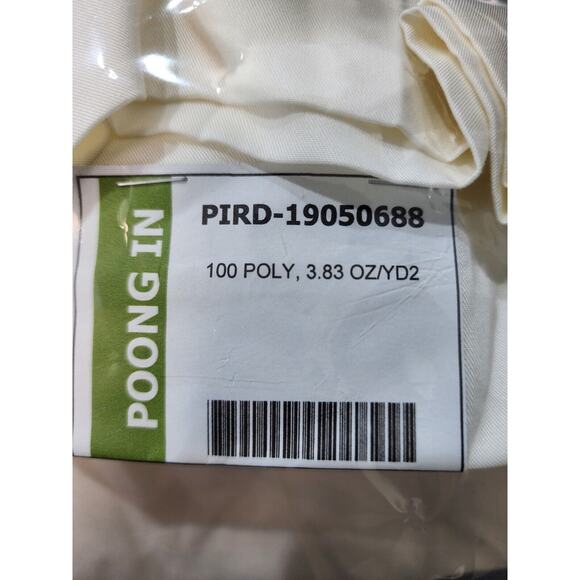 POONG IN
PIRD-19050688
100 POLY, 3.83 OZ/YD2